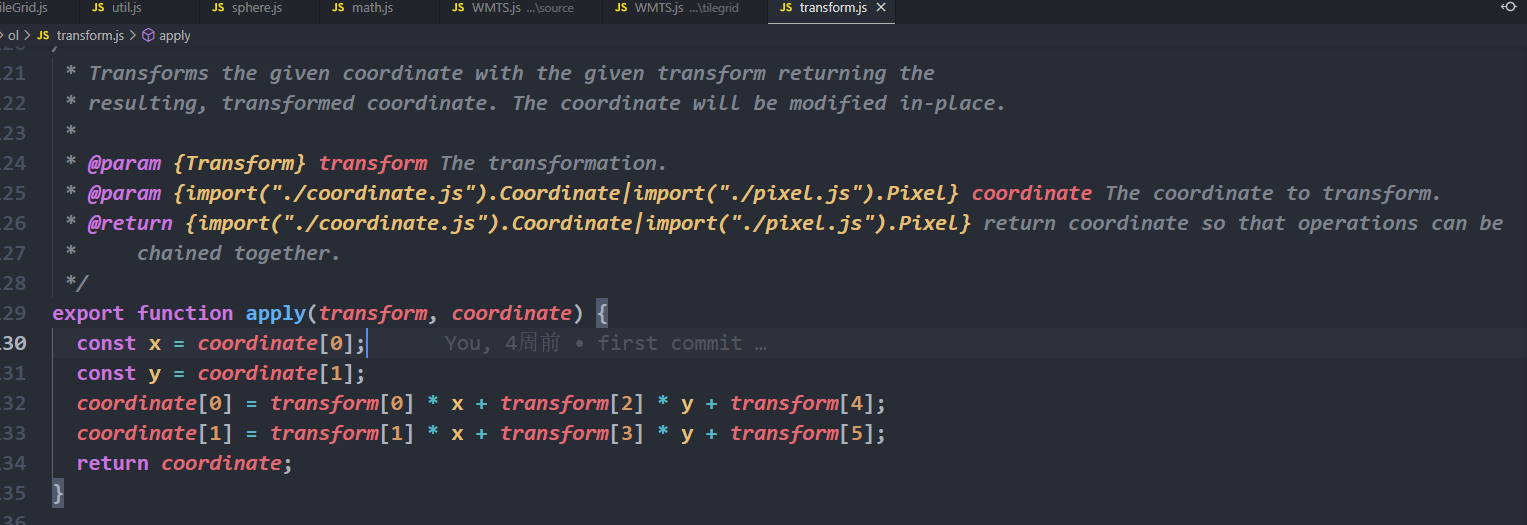 ileGrid.js JS util.js JS sphere.js JS math.js JS WMTS.js ...\source JS WMTS.js ...\tilegrid JS transform.js ×
> ol > JS transform.js > apply
21 * Transforms the given coordinate with the given transform returning the
22 * resulting, transformed coordinate. The coordinate will be modified in-place.
23 *
24 * @param {Transform} transform The transformation.
25 * @param {import("./coordinate.js").Coordinate|import("./pixel.js").Pixel} coordinate The coordinate to transform.
26 * @return {import("./coordinate.js").Coordinate|import("./pixel.js").Pixel} return coordinate so that operations can be
27 *     chained together.
28 */
29 export function apply(transform, coordinate) {
130 const x = coordinate[0]; You, 4周前 • first commit …
131 const y = coordinate[1];
132 coordinate[0] = transform[0] * x + transform[2] * y + transform[4];
133 coordinate[1] = transform[1] * x + transform[3] * y + transform[5];
134 return coordinate;
135 }